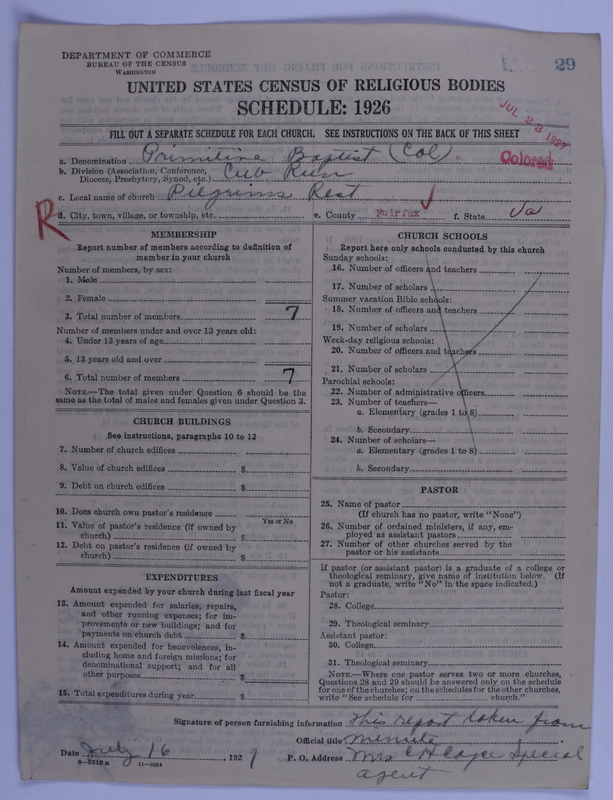 29
DEPARTMENT OF COMMERCE
BUREAU OF THE CENSUS
WASHINGTON
UNITED STATES CENSUS OF RELIGIOUS BODIES
SCHEDULE: 1926
JUL 23 1927
FILL OUT A SEPARATE SCHEDULE FOR EACH CHURCH. SEE INSTRUCTIONS ON THE BACK OF THIS SHEET
a. Denomination Primitive Baptist (Col). Colored
b. Division (Association, Conference,
Diocese, Presbytery, Synod, etc.) Cub Run
c. Local name of church Pilgrims Rest
R
d. City, town, village, or township, etc. e. County Fairfax f. State Va
MEMBERSHIP
Report number of members according to definition of
member in your church
Number of members, by sex:
1. Male
2. Female
3. Total number of members 7
Number of members under and over 13 years old:
4. Under 13 years of age
5. 13 years old and over
6. Total number of members 7
NOTE.—The total given under Question 6 should be the
same as the total of males and females given under Question 3.
CHURCH BUILDINGS
See instructions, paragraphs 10 to 12
7. Number of church edifices
8. Value of church edifices $
9. Debt on church edifices $
10. Does church own pastor's residence
Yes or No
11. Value of pastor's residence (if owned by
church) $
12. Debt on pastor's residence (if owned by
church) $
EXPENDITURES
Amount expended by your church during last fiscal year
13. Amount expended for salaries, repairs,
and other running expenses; for im-
provements or new buildings; and for
payments on church debt $
14. Amount expended for benevolences, in-
cluding home and foreign missions; for
denominational support; and for all
other purposes $
15. Total expenditures during year $
CHURCH SCHOOLS
Report here only schools conducted by this church
Sunday schools:
16. Number of officers and teachers
17. Number of scholars
Summer vacation Bible schools:
18. Number of officers and teachers
19. Number of scholars
Week-day religious schools:
20. Number of officers and teachers
21. Number of scholars
Parochial schools:
22. Number of administrative officers
23. Number of teachers—
a. Elementary (grades 1 to 8)
b. Secondary
24. Number of scholars—
a. Elementary (grades 1 to 8)
b. Secondary
PASTOR
25. Name of pastor
(If church has no pastor, write "None")
26. Number of ordained ministers, if any, em-
ployed as assistant pastors
27. Number of other churches served by the
pastor or his assistants
If pastor (or assistant pastor) is a graduate of a college or
theological seminary, give name of institution below. (If
not a graduate, write "No" in the space indicated.)
Pastor:
28. College
29. Theological seminary
Assistant pastor:
30. College
31. Theological seminary
NOTE.—Where one pastor serves two or more churches,
Questions 28 and 29 should be answered only on the schedule
for one of the churches; on the schedules for the other churches,
write "See schedule for church."
Signature of person furnishing information This report taken from
Official title minute
Date July 16, 1927 P. O. Address Mrs Special
8-5318a 11-9034
agent